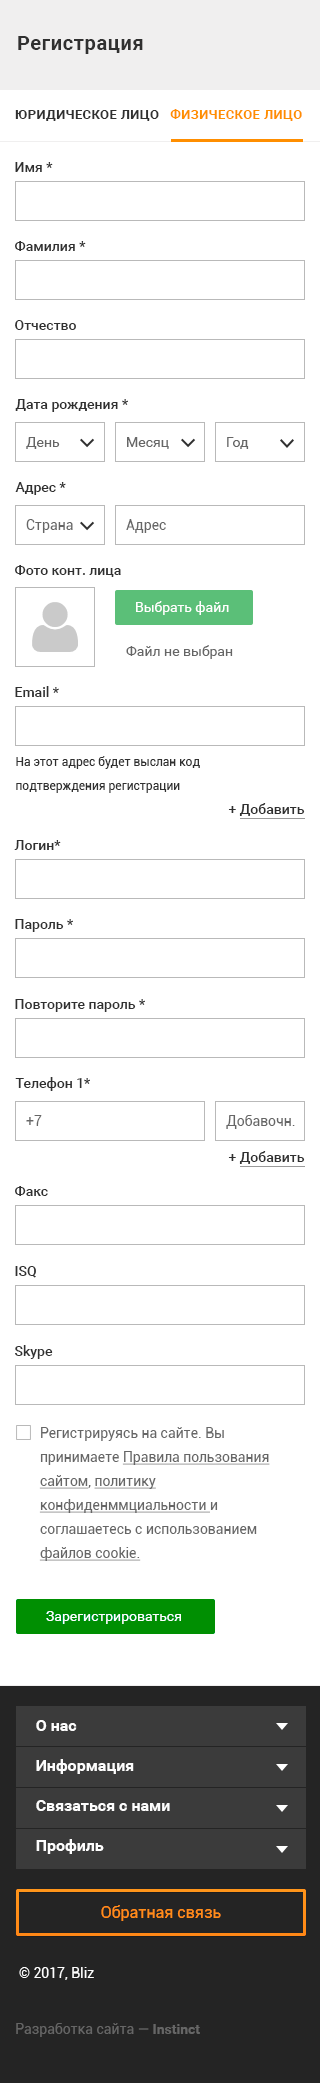 Регистрация
ЮРИДИЧЕСКОЕ ЛИЦО ФИЗИЧЕСКОЕ ЛИЦО
Имя *
Фамилия *
Отчество
Дата рождения *
День Месяц Год
Адрес *
Страна Адрес
Фото конт. лица
Выбрать файл
Файл не выбран
Email *
На этот адрес будет выслан код
подтверждения регистрации
+ Добавить
Логин*
Пароль *
Повторите пароль *
Телефон 1*
+7 Добавочн.
+ Добавить
Факс
ISQ
Skype
Регистрируясь на сайте. Вы
принимаете Правила пользования
сайтом, политику
конфиденммциальности и
соглашаетесь с использованием
файлов cookie.
Зарегистрироваться
О нас
Информация
Связаться с нами
Профиль
Обратная связь
© 2017, Bliz
Разработка сайта — Instinct